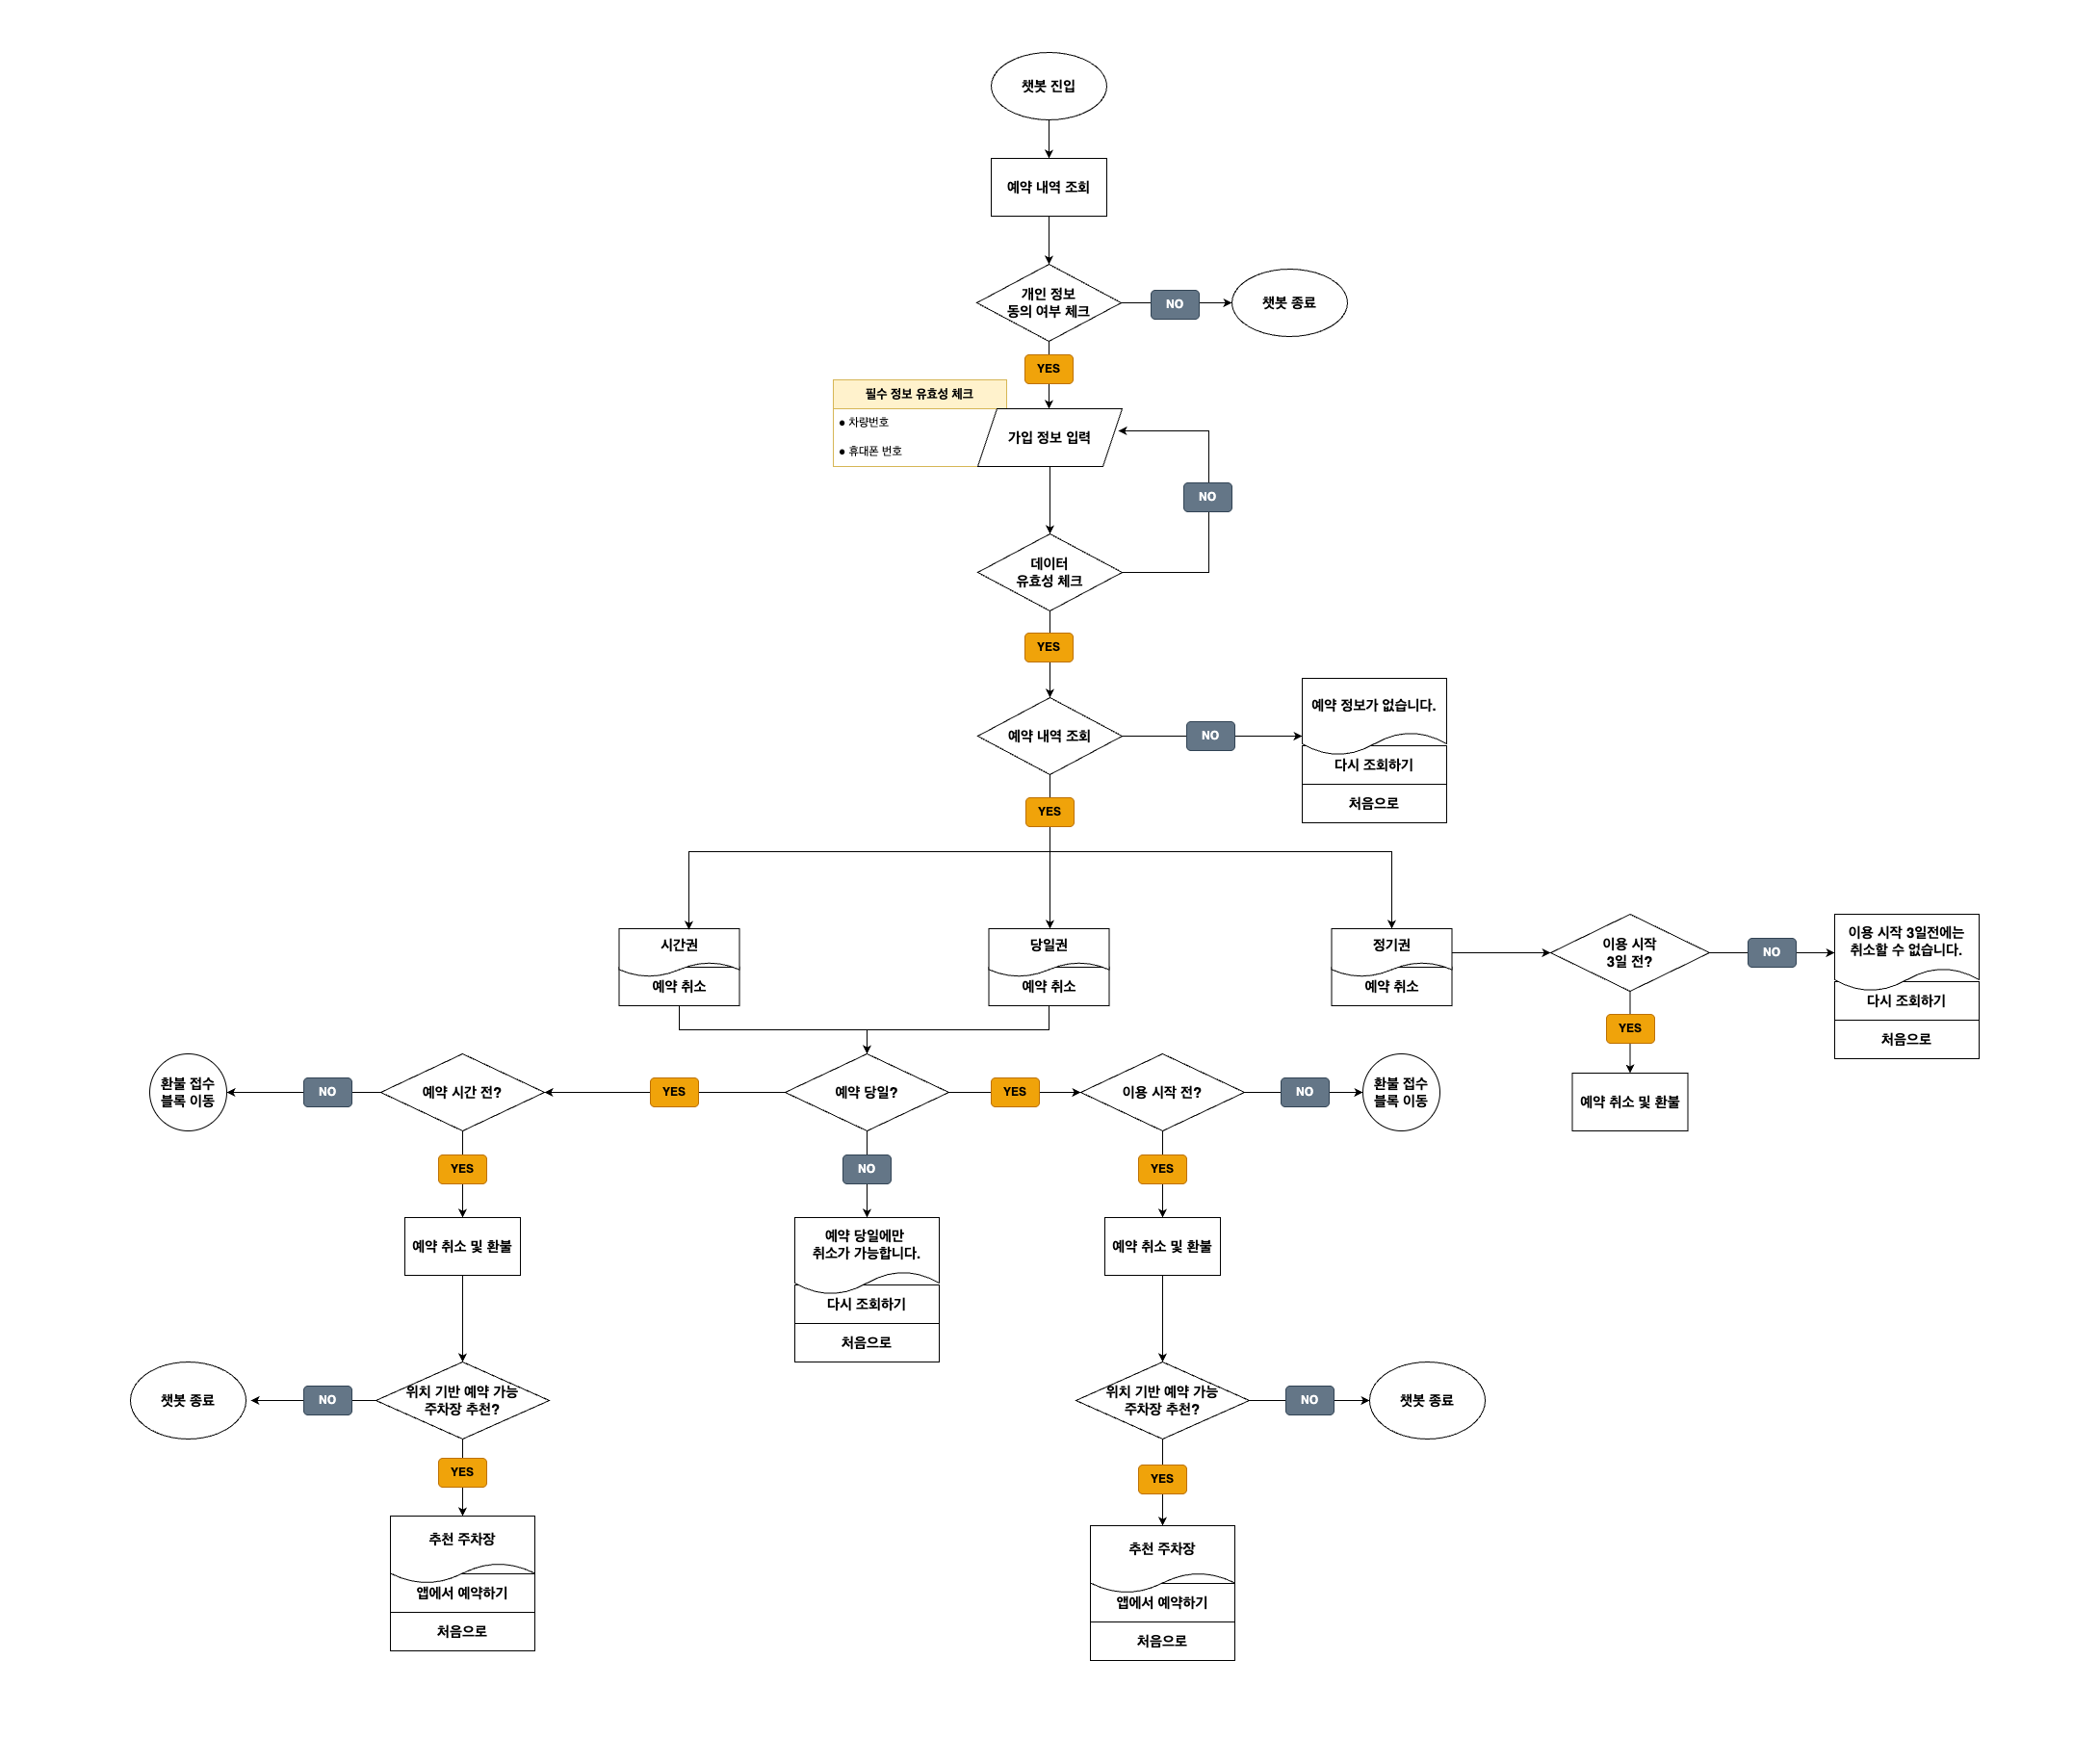 챗봇 진입
예약 내역 조회
개인 정보
동의 여부 체크
NO
챗봇 종료
YES
필수 정보 유효성 체크
● 차량번호
● 휴대폰 번호
가입 정보 입력
NO
데이터
유효성 체크
YES
예약 내역 조회
NO
예약 정보가 없습니다.
다시 조회하기
처음으로
YES
시간권
예약 취소
당일권
예약 취소
정기권
예약 취소
이용 시작
3일 전?
NO
이용 시작 3일전에는
취소할 수 없습니다.
다시 조회하기
처음으로
YES
예약 취소 및 환불
환불 접수
블록 이동
NO
예약 시간 전?
YES
예약 당일?
YES
이용 시작 전?
NO
환불 접수
블록 이동
YES
NO
YES
예약 취소 및 환불
예약 당일에만
취소가 가능합니다.
다시 조회하기
처음으로
예약 취소 및 환불
챗봇 종료
NO
위치 기반 예약 가능
주차장 추천?
위치 기반 예약 가능
주차장 추천?
NO
챗봇 종료
YES
YES
추천 주차장
앱에서 예약하기
처음으로
추천 주차장
앱에서 예약하기
처음으로